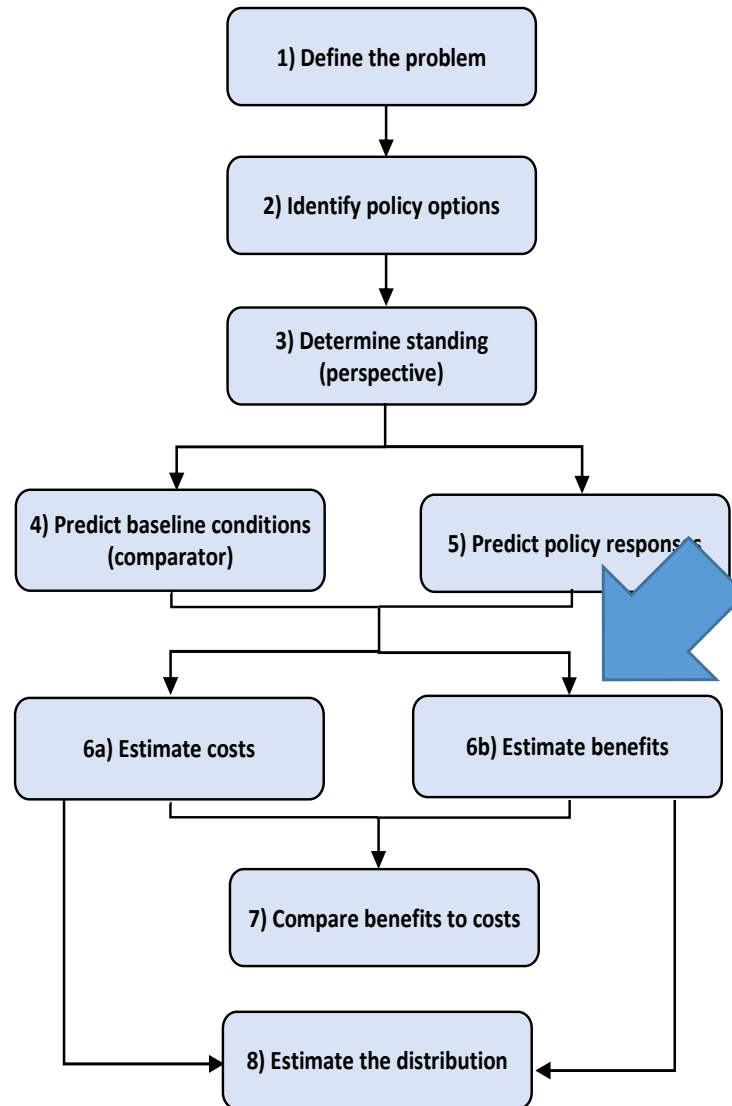 1) Define the problem
2) Identify policy options
3) Determine standing
(perspective)
4) Predict baseline conditions
(comparator)
5) Predict policy responses
6a) Estimate costs
6b) Estimate benefits
7) Compare benefits to costs
8) Estimate the distribution